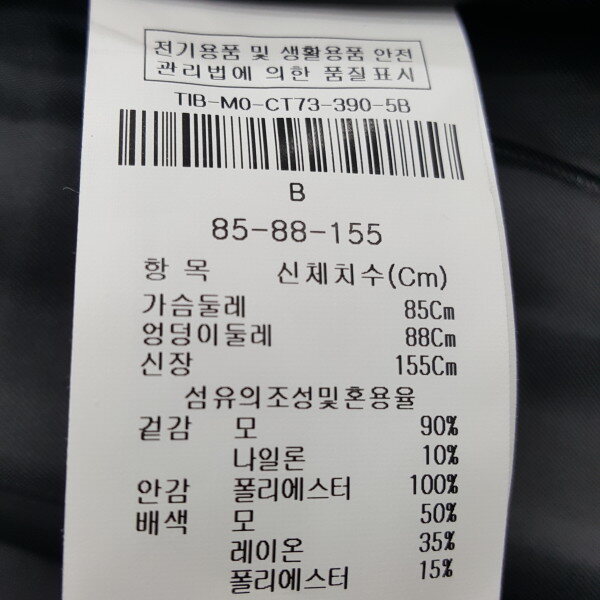 전기용품 및 생활용품 안전
관리법에 의한 품질표시
TIB-MO-CT73-390-5B
B
85-88-155
항 목 신체치수(Cm)
가슴둘레 85Cm
엉덩이둘레 88Cm
신장 155Cm
섬유의조성및혼용율
겉감 모 90%
나일론 10%
안감 폴리에스터 100%
배색 모 50%
레이온 35%
폴리에스터 15%